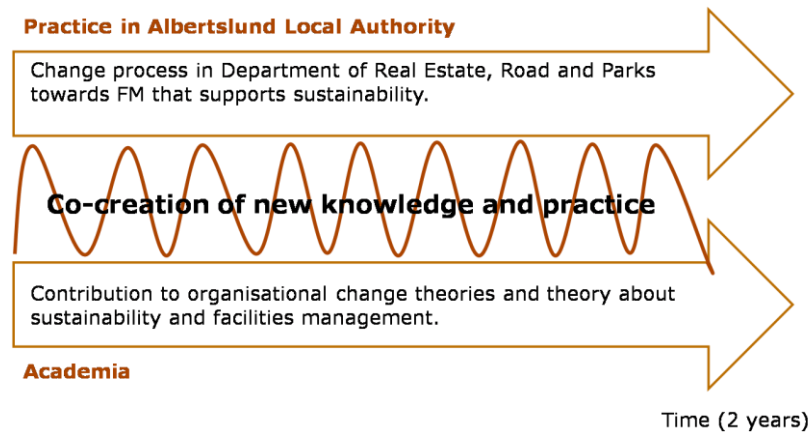 Practice in Albertslund Local Authority
Change process in Department of Real Estate, Road and Parks
towards FM that supports sustainability.
Co-creation of new knowledge and practice
Contribution to organisational change theories and theory about
sustainability and facilities management.
Academia
Time (2 years)